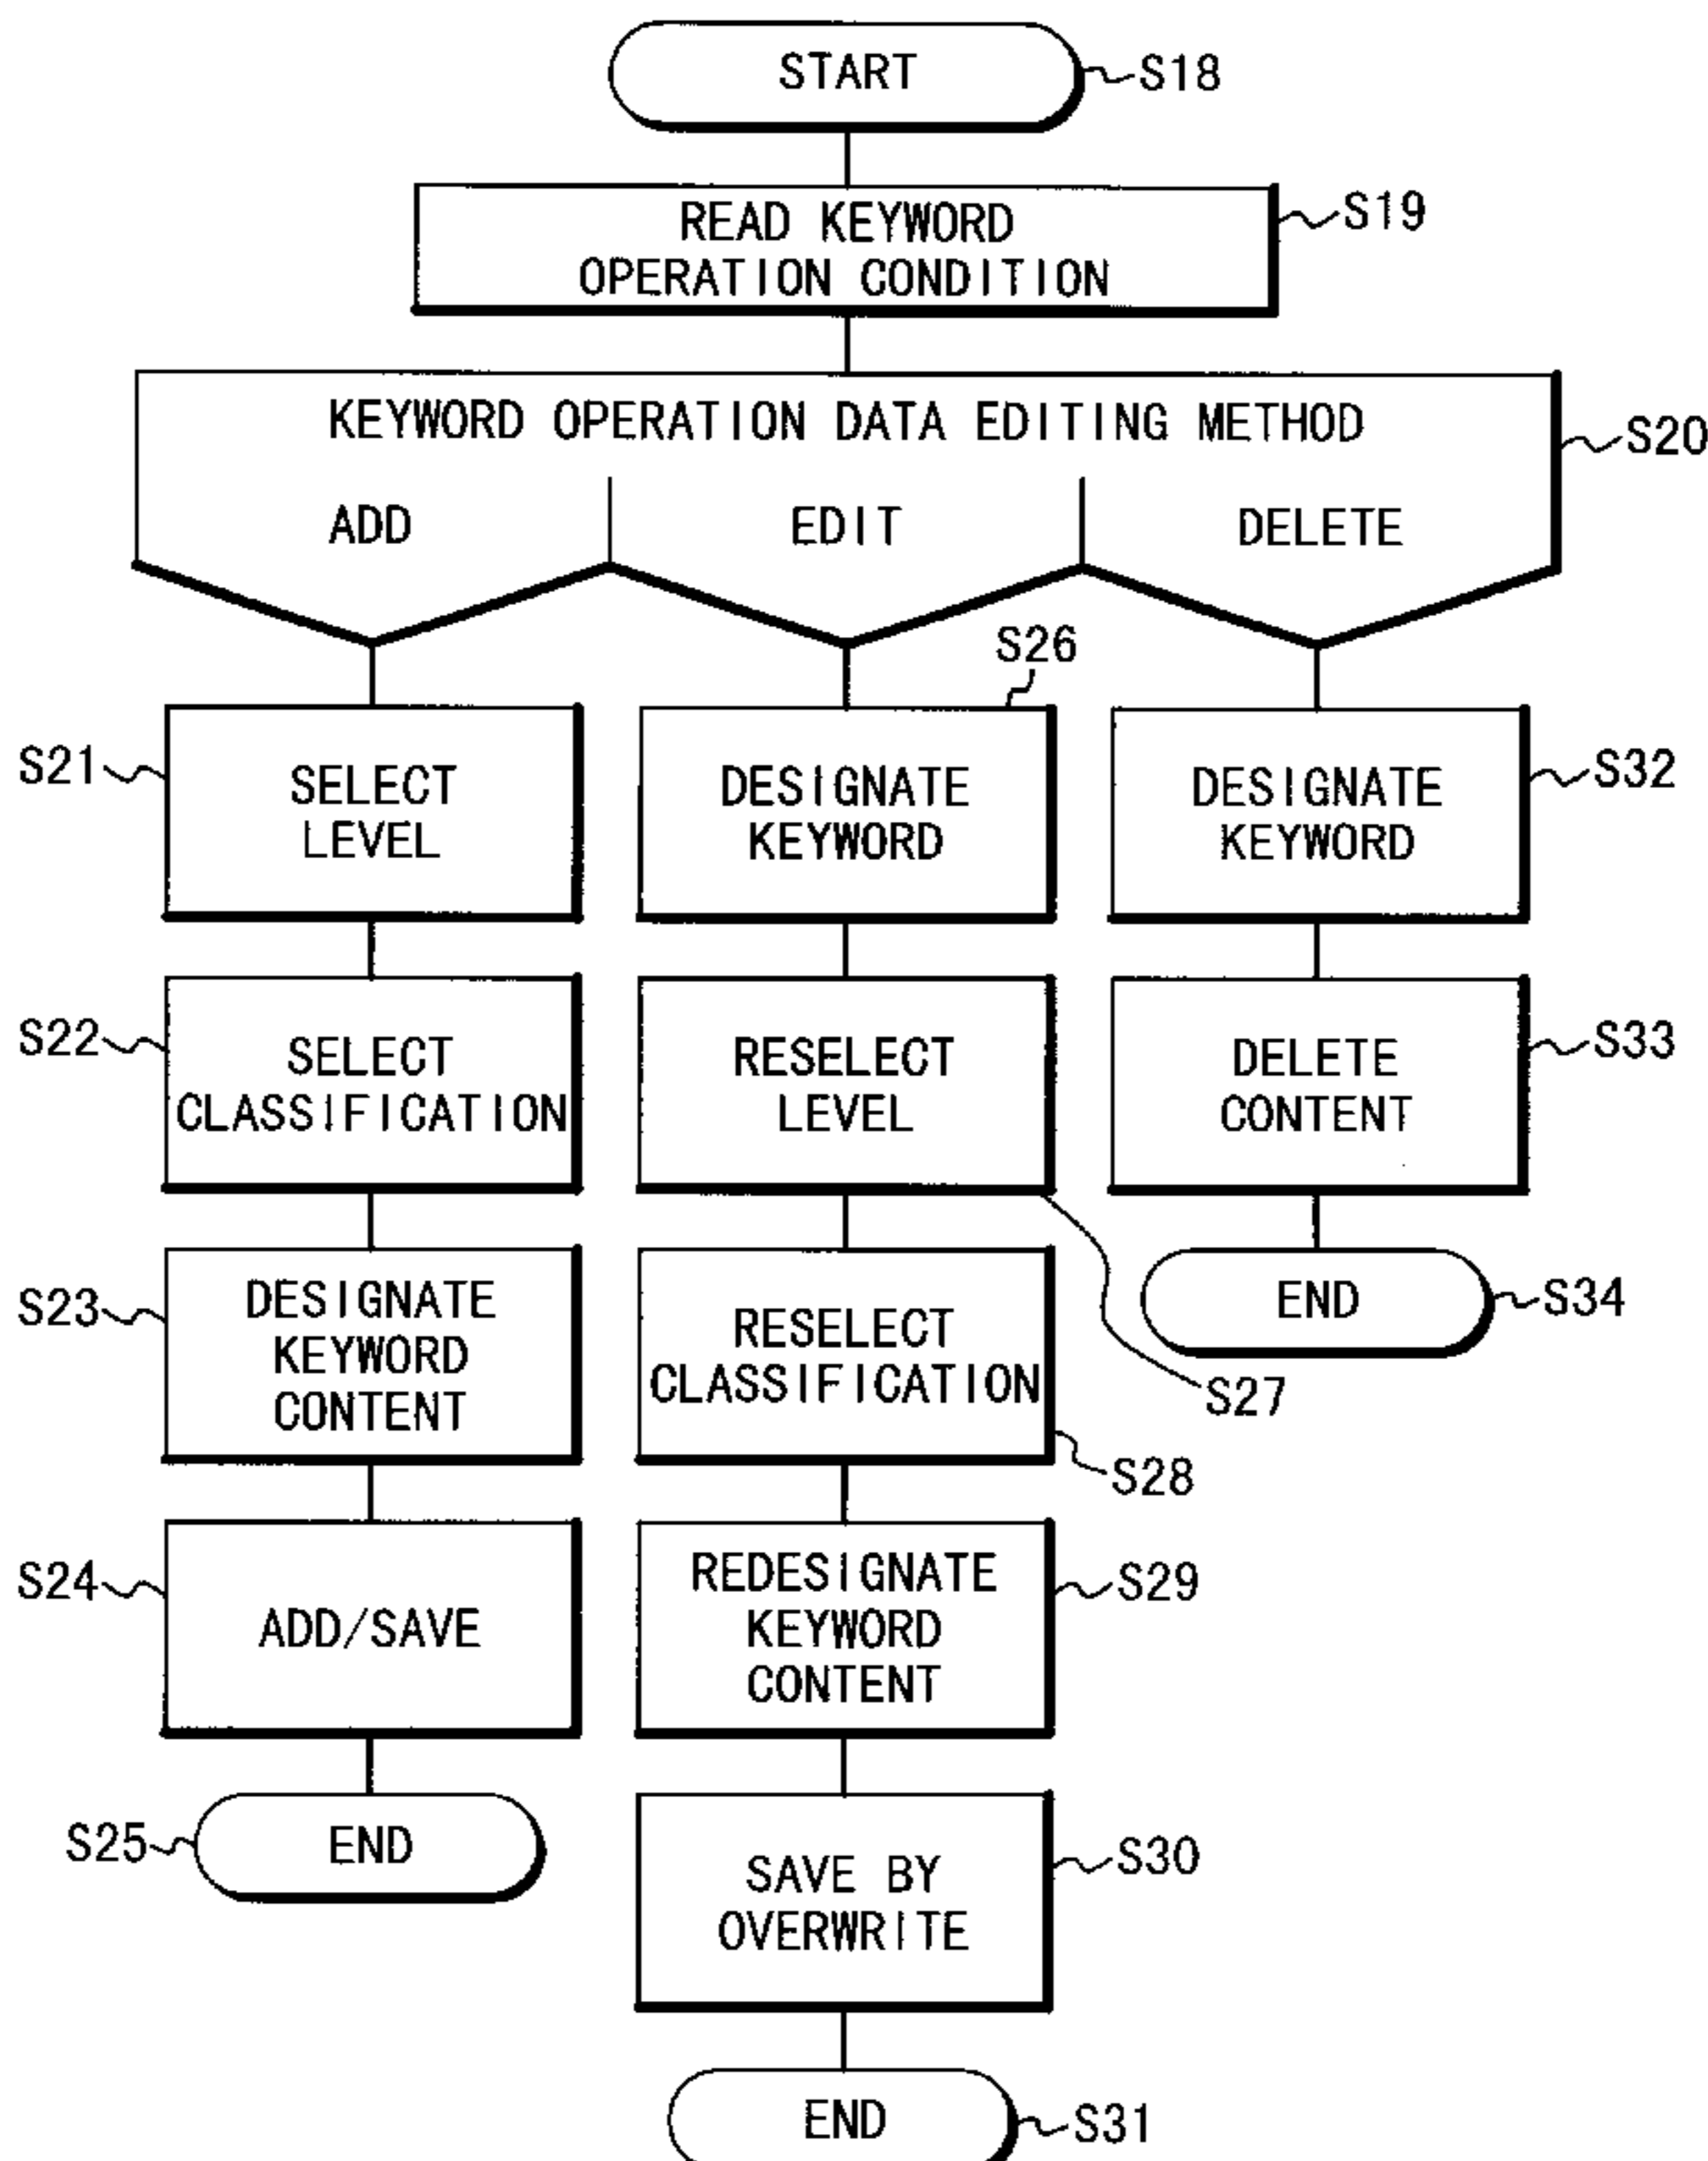 START
S18
READ KEYWORD
OPERATION CONDITION
S19
KEYWORD OPERATION DATA EDITING METHOD
S20
ADD
EDIT
DELETE
S21
SELECT
LEVEL
S22
SELECT
CLASSIFICATION
S23
DESIGNATE
KEYWORD
CONTENT
S24
ADD/SAVE
S25
END
S26
DESIGNATE
KEYWORD
RESELECT
LEVEL
S27
RESELECT
CLASSIFICATION
S28
REDESIGNATE
KEYWORD
CONTENT
S29
SAVE BY
OVERWRITE
S30
END
S31
DESIGNATE
KEYWORD
S32
DELETE
CONTENT
S33
END
S34